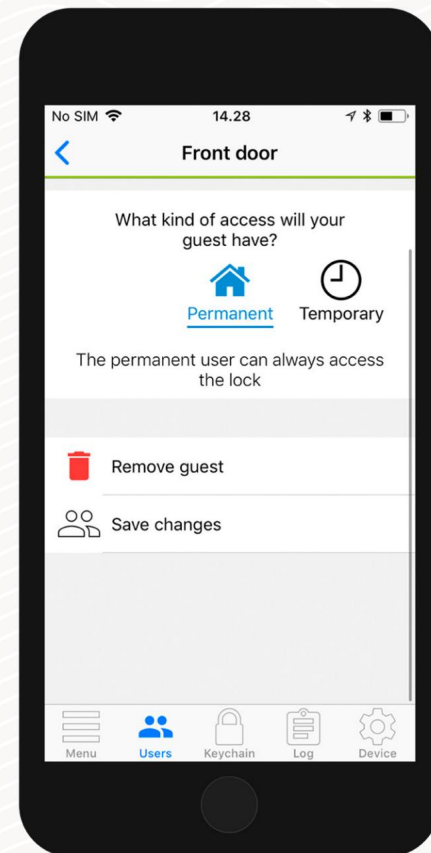 No SIM 14.28
Front door
What kind of access will your
guest have?
Permanent Temporary
The permanent user can always access
the lock
Remove guest
Save changes
Menu Users Keychain Log Device